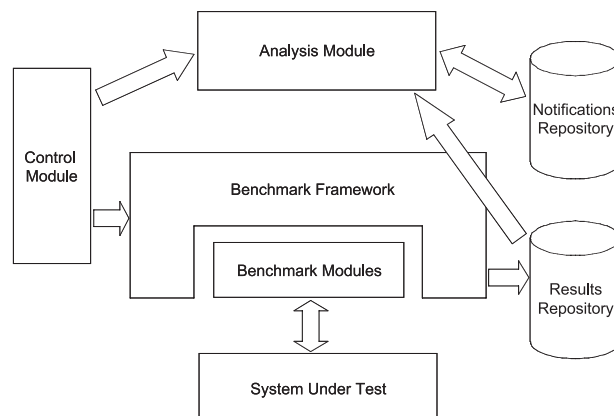 Analysis Module
Notifications
Repository
Control
Module
Benchmark Framework
Benchmark Modules
Results
Repository
System Under Test